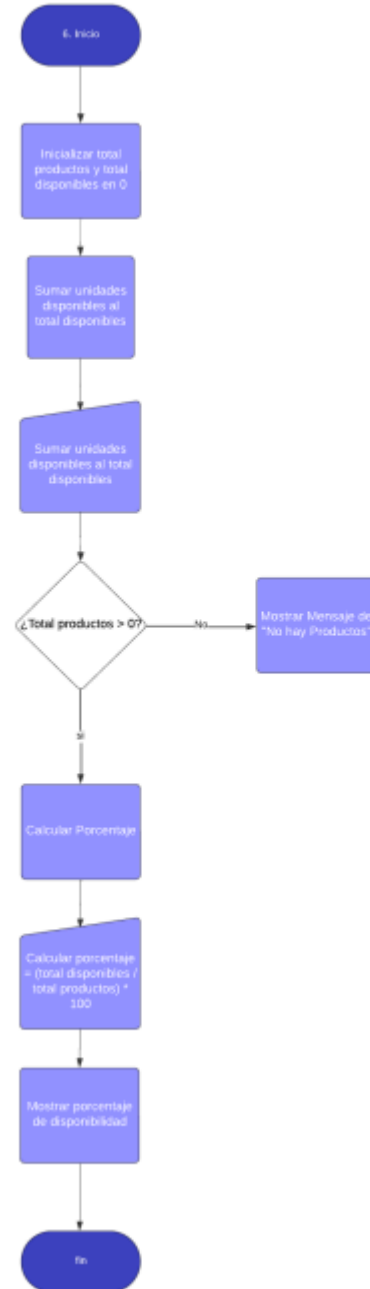 6. Inicio
Inicializar total
productos y total
disponibles en 0
Sumar unidades
disponibles al
total disponibles
Sumar unidades
disponibles al total
disponibles
¿Total productos > 0?
No
Mostrar Mensaje de
"No hay Productos"
si
Calcular Porcentaje
Calcular porcentaje
= (total disponibles /
total productos) *
100
Mostrar porcentaje
de disponibilidad
fin